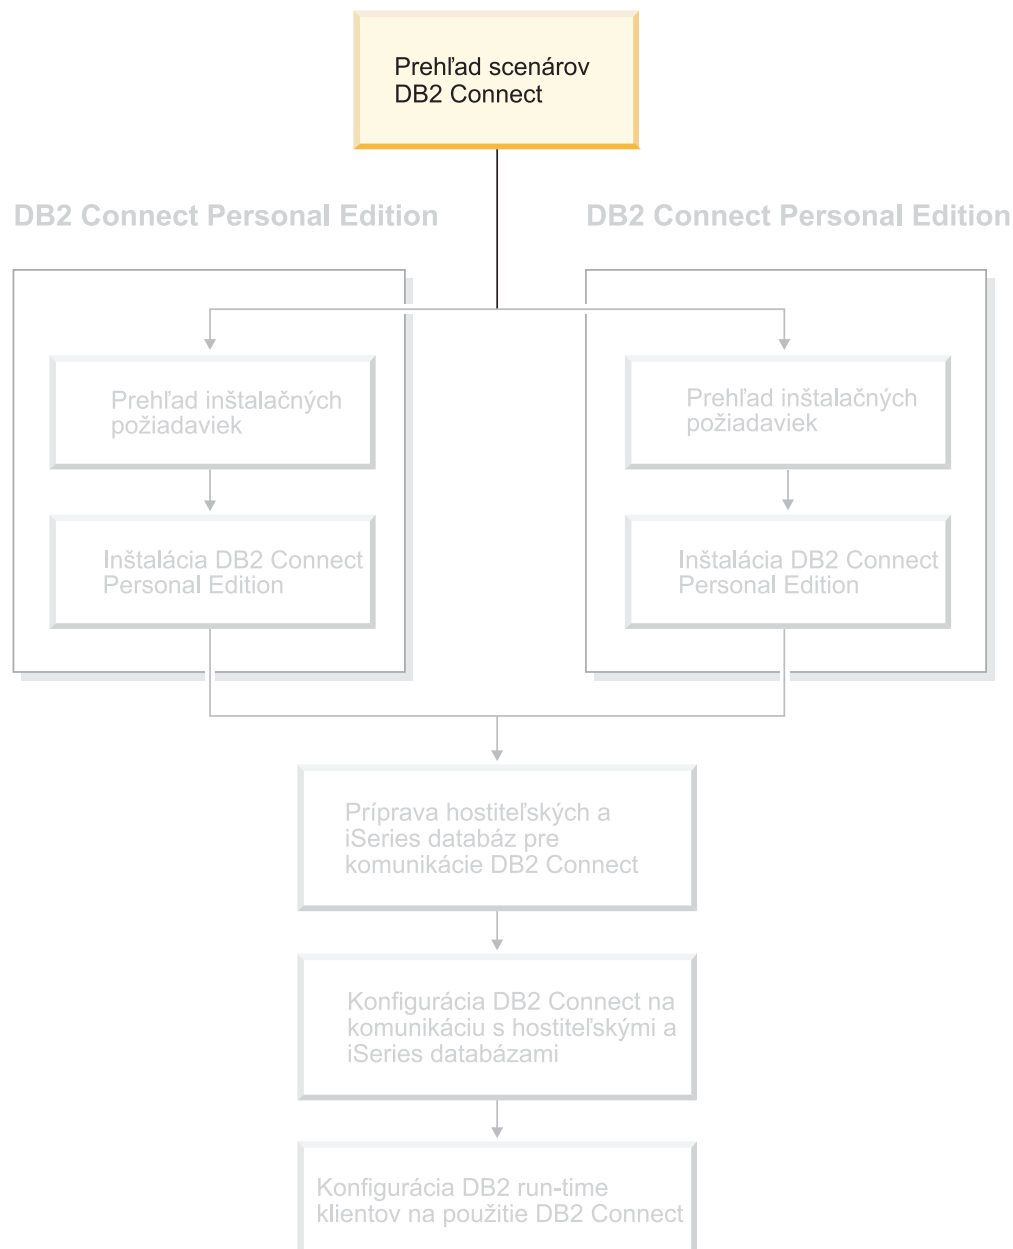 Prehľad scenárov
DB2 Connect
DB2 Connect Personal Edition
DB2 Connect Personal Edition
Prehľad inštalačných
požiadaviek
Prehľad inštalačných
požiadaviek
Inštalácia DB2 Connect
Personal Edition
Inštalácia DB2 Connect
Personal Edition
Príprava hostiteľských a
iSeries databáz pre
komunikácie DB2 Connect
Konfigurácia DB2 Connect na
komunikáciu s hostiteľskými a
iSeries databázami
Konfigurácia DB2 run-time
klientov na použitie DB2 Connect